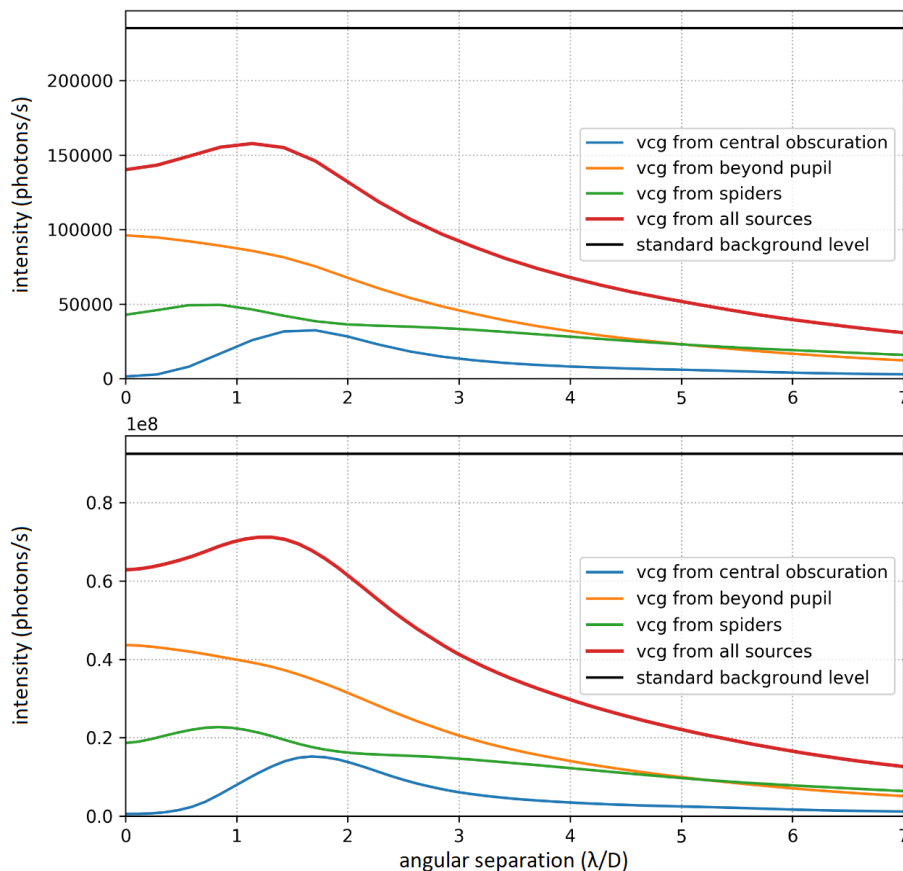 200000
150000
100000
50000
0
intensity (photons/s)
vcg from central obscuration
vcg from beyond pupil
vcg from spiders
vcg from all sources
standard background level
0 1 2 3 4 5 6 7
1e8
0.8
0.6
0.4
0.2
0.0
intensity (photons/s)
vcg from central obscuration
vcg from beyond pupil
vcg from spiders
vcg from all sources
standard background level
0 1 2 3 4 5 6 7
angular separation (λ/D)